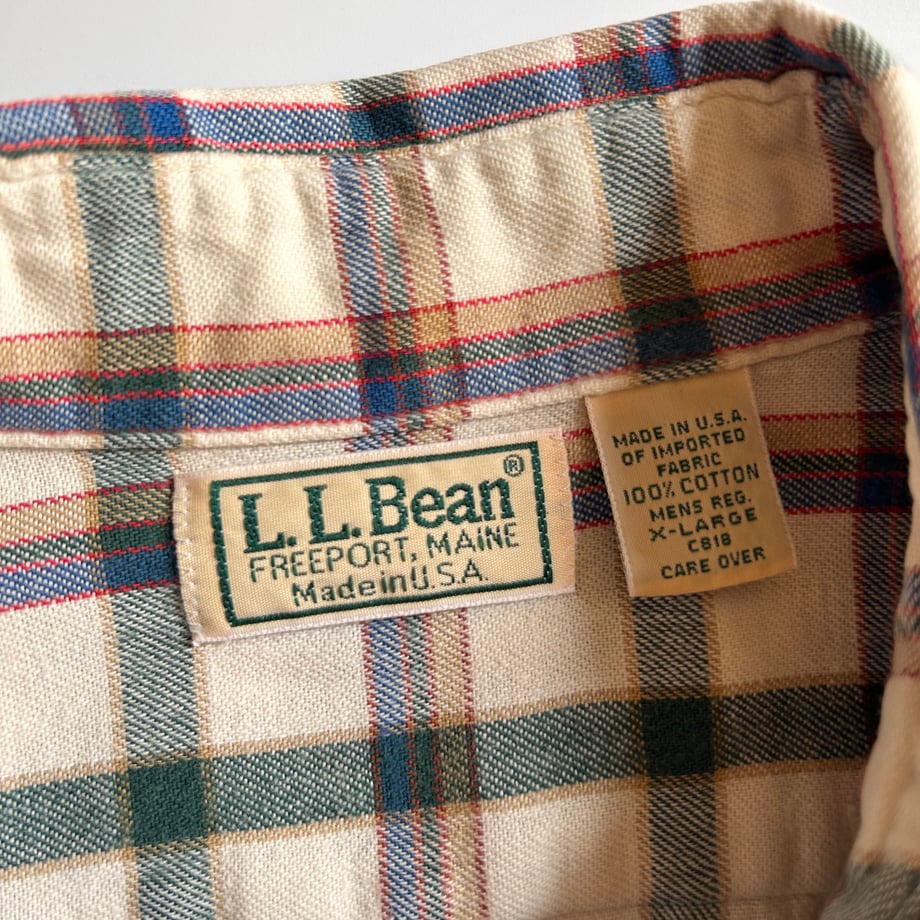 L.L.Bean®
FREEPORT, MAINE
Made in U.S.A.
MADE IN U.S.A.
OF IMPORTED
FABRIC
100% COTTON
MENS REG.
X-LARGE
C818
CARE OVER